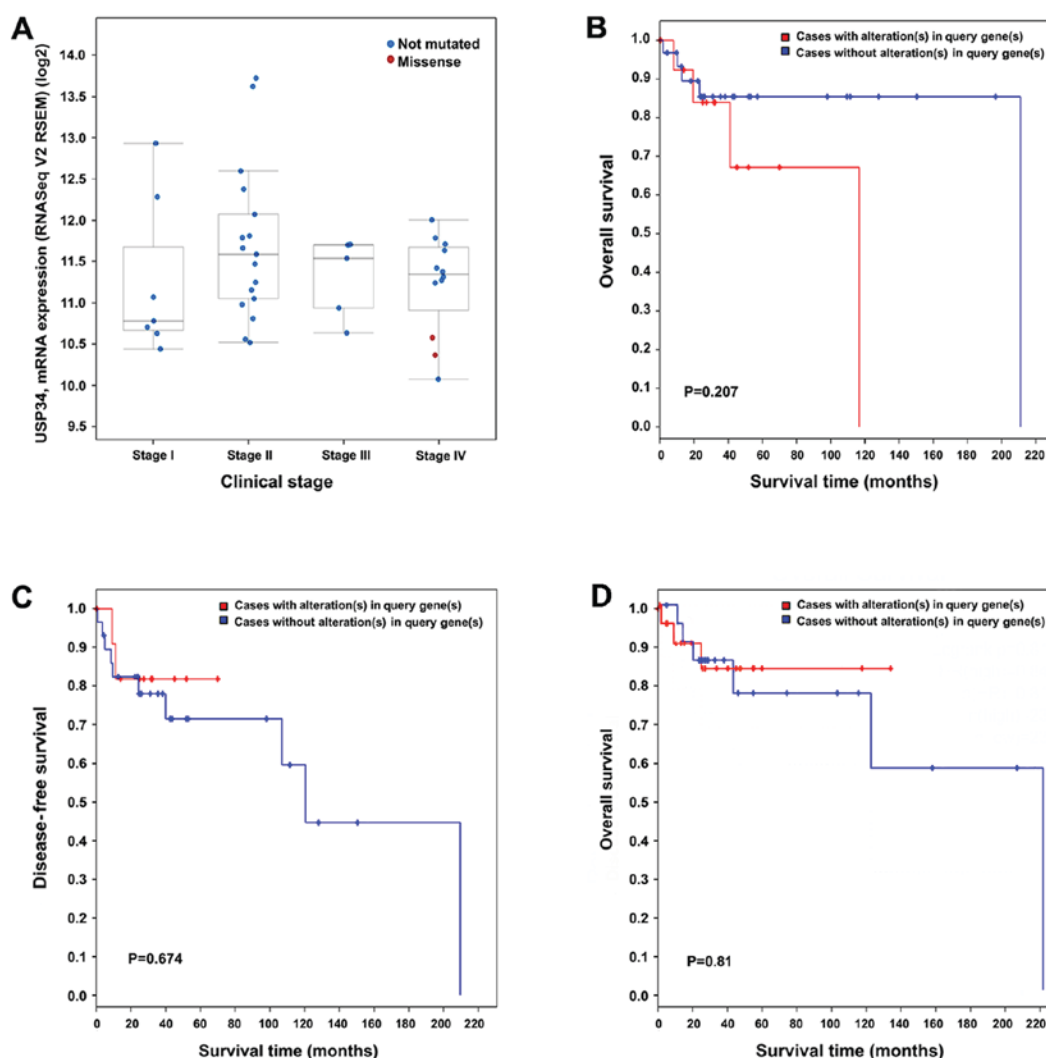 A
USP34, mRNA expression (RNASeq V2 RSEM) (log2)
14.0
13.5
13.0
12.5
12.0
11.5
11.0
10.5
10.0
9.5
Not mutated
Missense
Stage I
Stage II
Stage III
Stage IV
Clinical stage
B
Overall survival
1.0
0.9
0.8
0.7
0.6
0.5
0.4
0.3
0.2
0.1
0.0
Cases with alteration(s) in query gene(s)
Cases without alteration(s) in query gene(s)
P=0.207
0 20 40 60 80 100 120 140 160 180 200 220
Survival time (months)
C
Disease-free survival
1.0
0.9
0.8
0.7
0.6
0.5
0.4
0.3
0.2
0.1
0.0
Cases with alteration(s) in query gene(s)
Cases without alteration(s) in query gene(s)
P=0.674
0 20 40 60 80 100 120 140 160 180 200 220
Survival time (months)
D
Overall survival
1.0
0.9
0.8
0.7
0.6
0.5
0.4
0.3
0.2
0.1
0.0
Cases with alteration(s) in query gene(s)
Cases without alteration(s) in query gene(s)
P=0.81
0 20 40 60 80 100 120 140 160 180 200 220
Survival time (months)